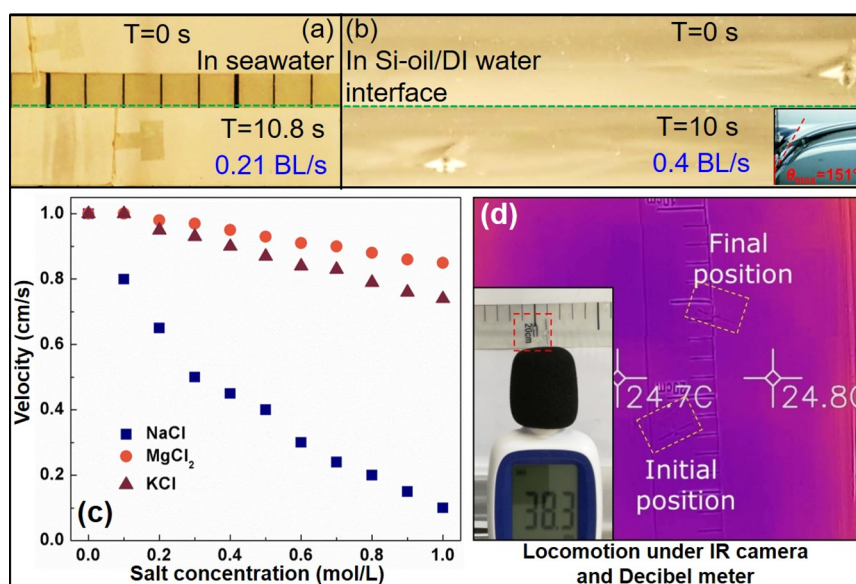 T=0 s
(a)
In seawater
T=10.8 s
0.21 BL/s
(b)
T=0 s
In Si-oil/DI water
interface
T=10 s
0.4 BL/s
=151°
1.0
0.8
0.6
0.4
0.2
0.0
Velocity (cm/s)
NaCl
MgCl₂
KCl
(c)
0.0 0.2 0.4 0.6 0.8 1.0
Salt concentration (mol/L)
(d)
Final
position
24.7C
24.8C
Initial
position
20cm
38.3
Locomotion under IR camera
and Decibel meter